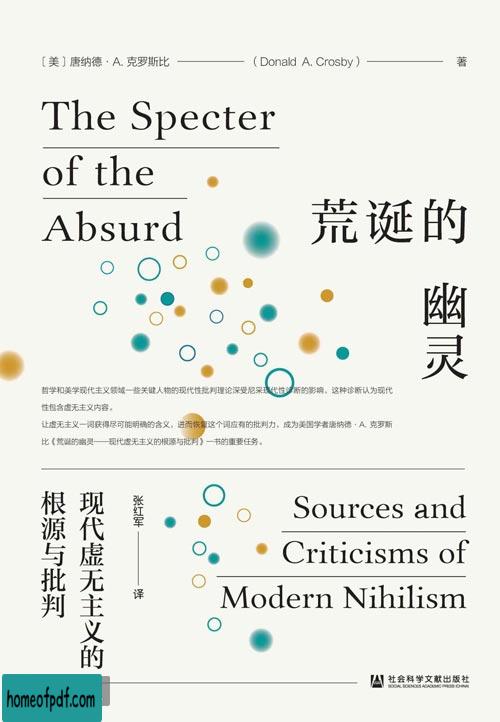 [美]唐纳德·A. 克罗斯比 (Donald A. Crosby) 著
The Specter
of the
Absurd
荒诞的
幽灵
哲学和美学现代主义领域一些关键人物的现代性批判理论深受尼采现代性诊断的影响，这种诊断认为现代
性包含虚无主义内容。
让虚无主义一词获得尽可能明确的含义，进而恢复这个词应有的批判力，成为美国学者唐纳德·A. 克罗斯
比《荒诞的幽灵——现代虚无主义的根源与批判》一书的重要任务。
现代虚无主义的
根源与批判
张红军 译
Sources and
Criticisms of
Modern Nihilism
社会科学文献出版社
SOCIAL SCIENCES ACADEMIC PRESS (CHINA)
homeofpdf.com